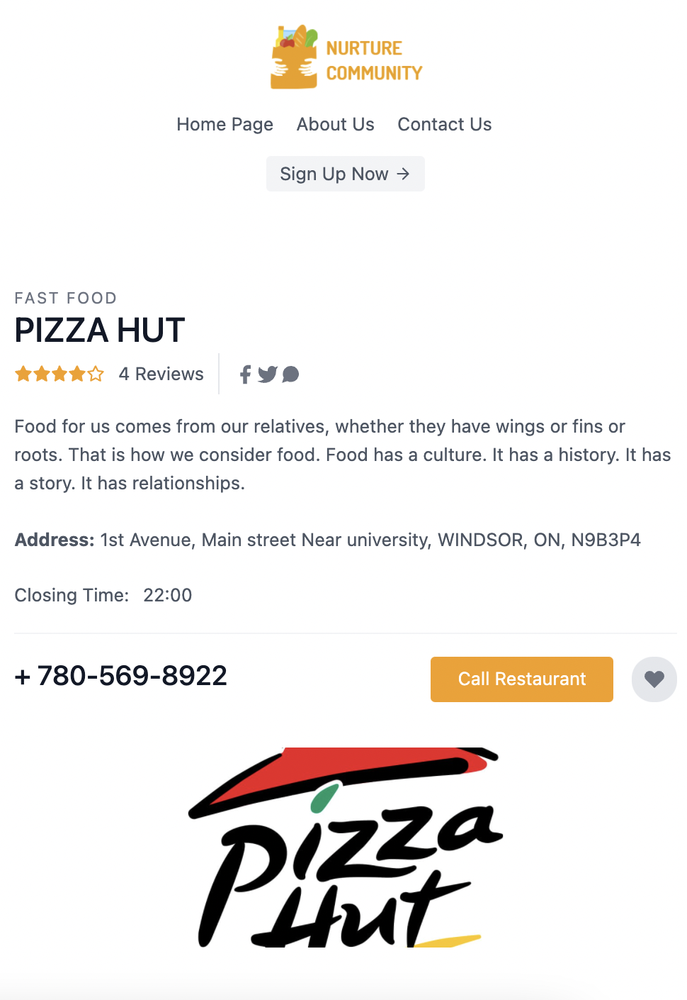 NURTURE
COMMUNITY
Home Page About Us Contact Us
Sign Up Now →
FAST FOOD
PIZZA HUT
4 Reviews
Food for us comes from our relatives, whether they have wings or fins or
roots. That is how we consider food. Food has a culture. It has a history. It has
a story. It has relationships.
Address: 1st Avenue, Main street Near university, WINDSOR, ON, N9B3P4
Closing Time: 22:00
+ 780-569-8922
Call Restaurant
Pizza
Hut